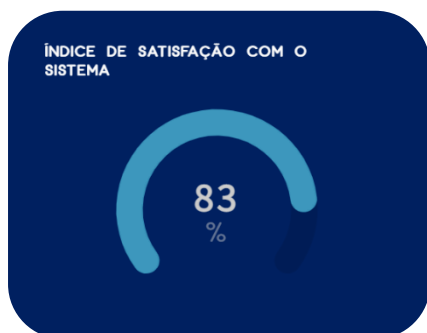 ÍNDICE DE SATISFAÇÃO COM O
SISTEMA
83
%